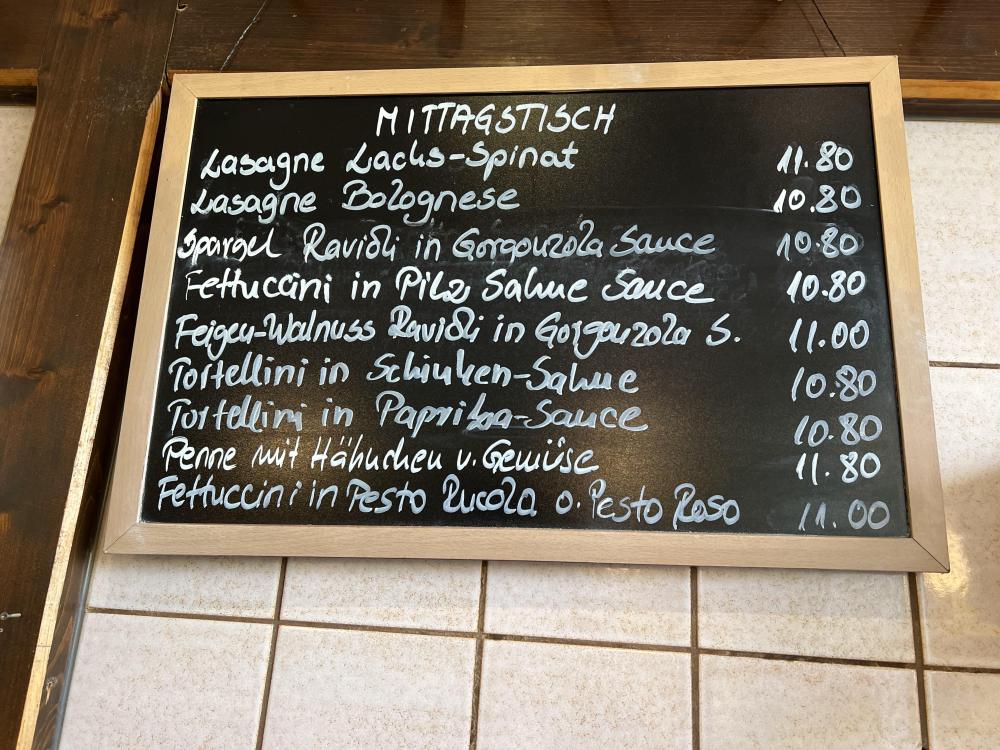 MITTAGSTISCH
Lasagne Lachs-Spinat 11.80
Lasagne Bolognese 10.80
Spargel Ravioli in Gorgonzola Sauce 10.80
Fettuccini in Pilz Sahne Sauce 10.80
Feigen-Walnuss Ravioli in Gorgonzola S. 11.00
Tortellini in Schinken-Sahne 10.80
Tortellini in Paprika-Sauce 10.80
Penne mit Hähnchen u. Gemüse 11.80
Fettuccini in Pesto Rucola o. Pesto Roso 11.00